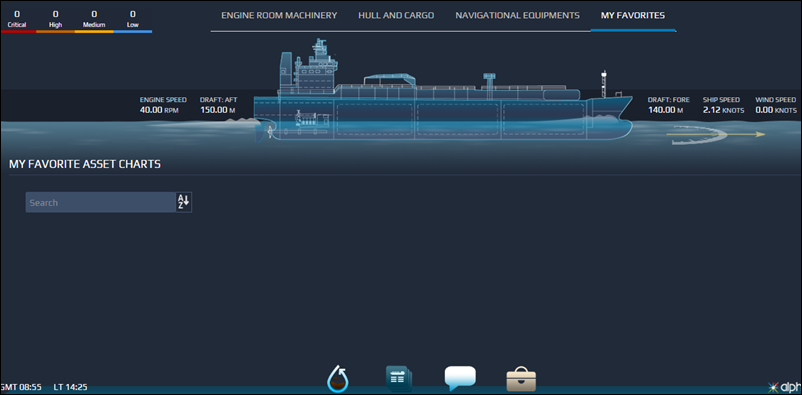 0 0 0 0
Critical High Medium Low
ENGINE ROOM MACHINERY HULL AND CARGO NAVIGATIONAL EQUIPMENTS MY FAVORITES
ENGINE SPEED DRAFT: AFT DRAFT: FORE SHIP SPEED WIND SPEED
40.00 RPM 150.00 M 140.00 M 2.12 KNOTS 0.00 KNOTS
MY FAVORITE ASSET CHARTS
Search A Z
GMT 08:55 LT 14:25 alph